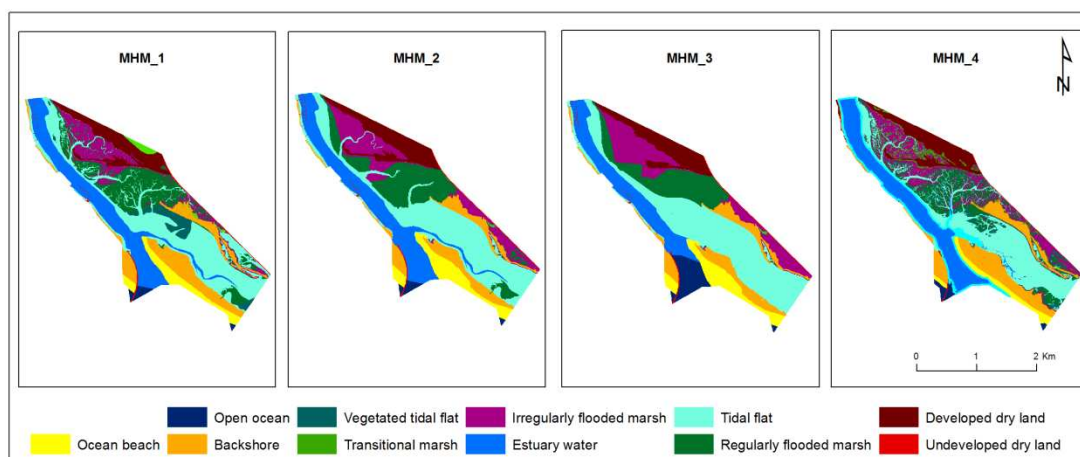 MHM_1
MHM_2
MHM_3
MHM_4
N
0 1 2 Km
Open ocean Vegetated tidal flat Irregularly flooded marsh Tidal flat Developed dry land
Ocean beach Backshore Transitional marsh Estuary water Regularly flooded marsh Undeveloped dry land